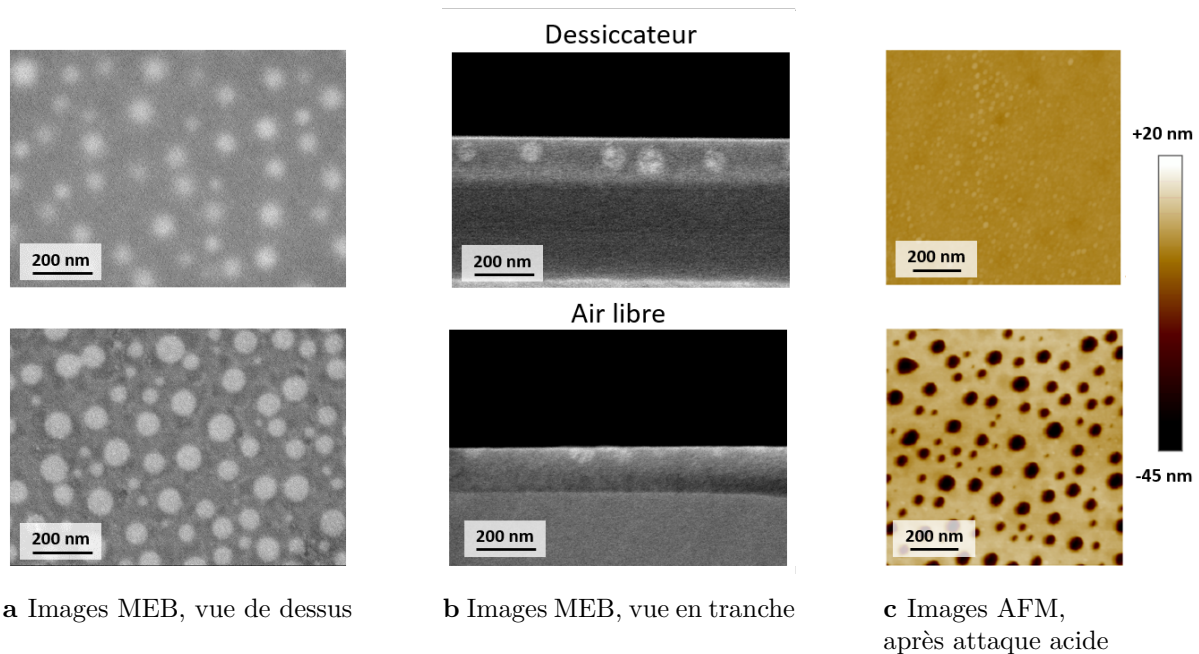 Dessiccateur
200 nm
200 nm
200 nm
+20 nm
-45 nm
Air libre
200 nm
200 nm
200 nm
a Images MEB, vue de dessus
b Images MEB, vue en tranche
c Images AFM,
après attaque acide